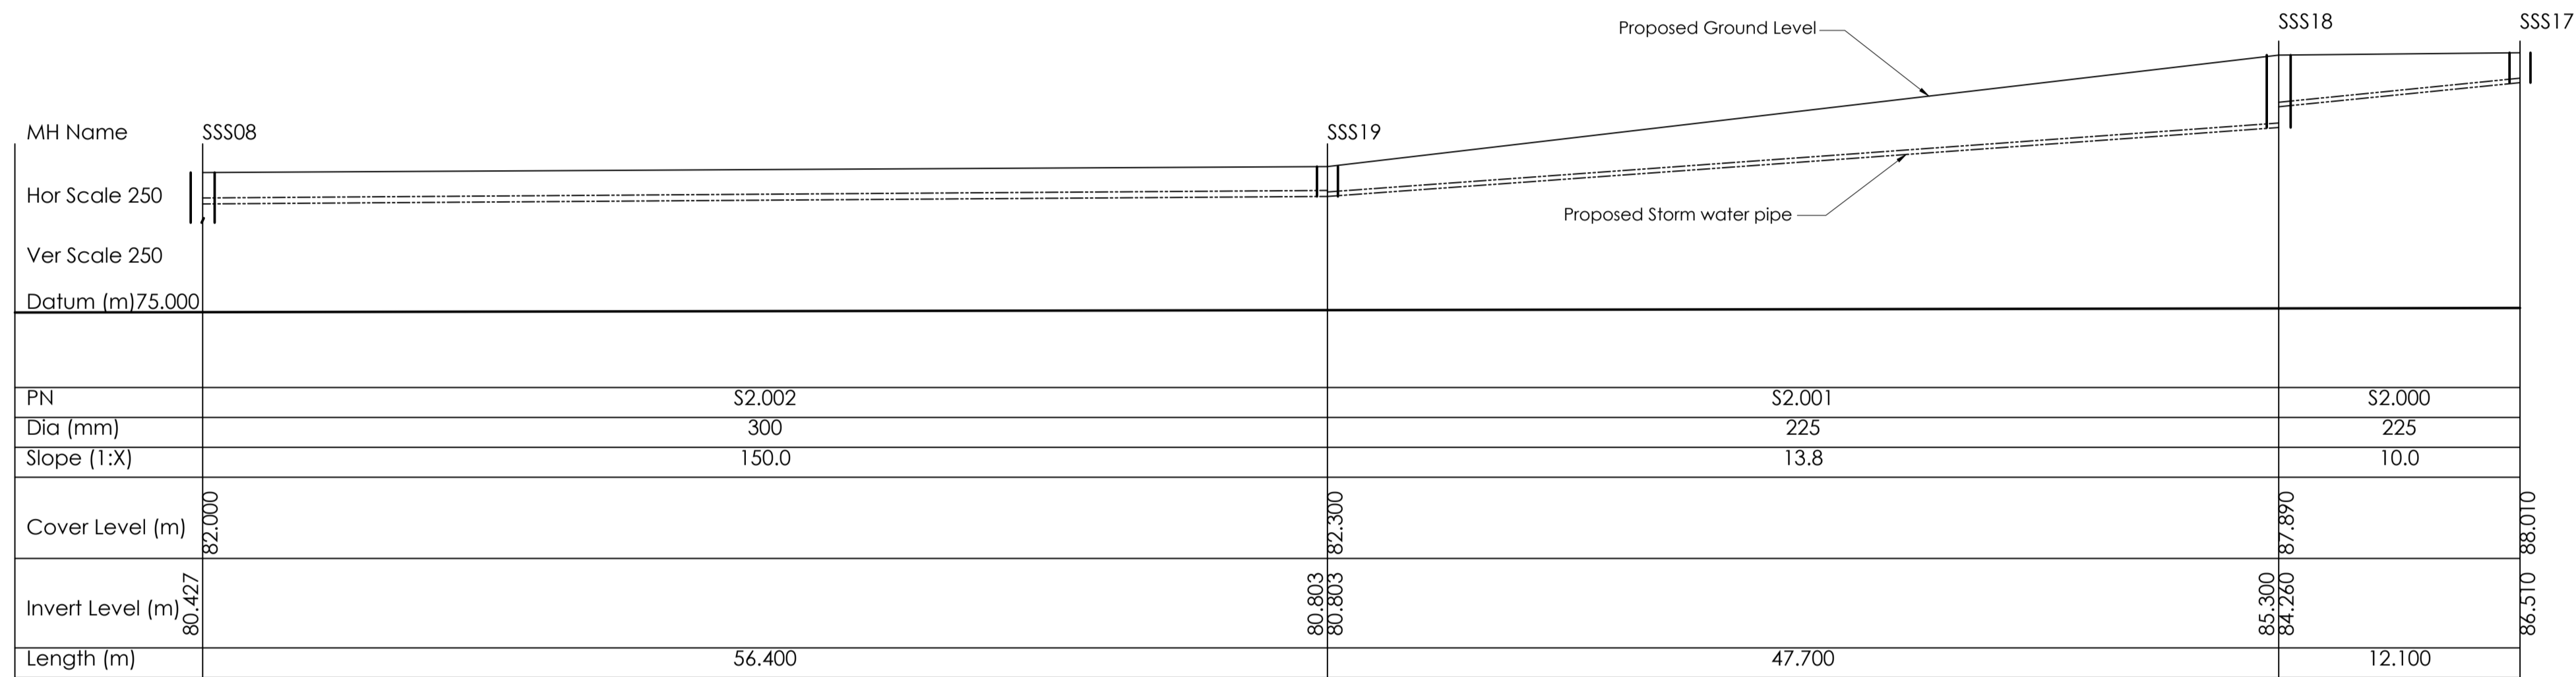 SSS18 SSS17
Proposed Ground Level
MH Name SSS08 SSS19
Hor Scale 250
Proposed Storm water pipe
Ver Scale 250
Datum (m)75.000
PN S2.002 S2.001 S2.000
Dia (mm) 300 225 225
Slope (1:X) 150.0 13.8 10.0
Cover Level (m) 82.000 82.300 87.890 88.010
Invert Level (m) 80.427 80.803 80.803 85.300 84.260 86.510
Length (m) 56.400 47.700 12.100